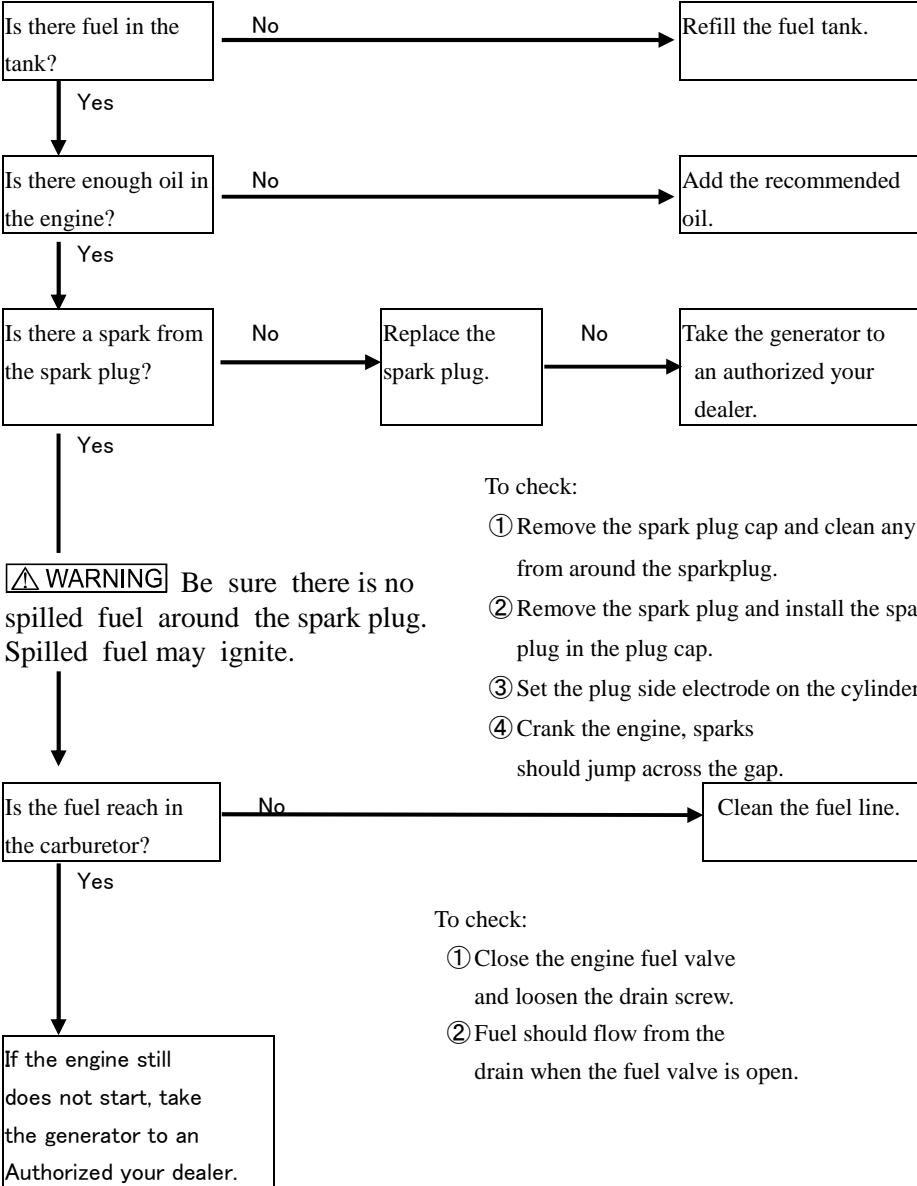 Is there fuel in the
tank?
No
Refill the fuel tank.
Yes
Is there enough oil in
the engine?
No
Add the recommended
oil.
Yes
Is there a spark from
the spark plug?
No
Replace the
spark plug.
No
Take the generator to
an authorized your
dealer.
Yes
To check:
①Remove the spark plug cap and clean any
from around the sparkplug.
②Remove the spark plug and install the spa
plug in the plug cap.
③Set the plug side electrode on the cylinder
④Crank the engine, sparks
should jump across the gap.
⚠ WARNING Be sure there is no
spilled fuel around the spark plug.
Spilled fuel may ignite.
Is the fuel reach in
the carburetor?
No
Clean the fuel line.
Yes
To check:
①Close the engine fuel valve
and loosen the drain screw.
②Fuel should flow from the
drain when the fuel valve is open.
If the engine still
does not start, take
the generator to an
Authorized your dealer.